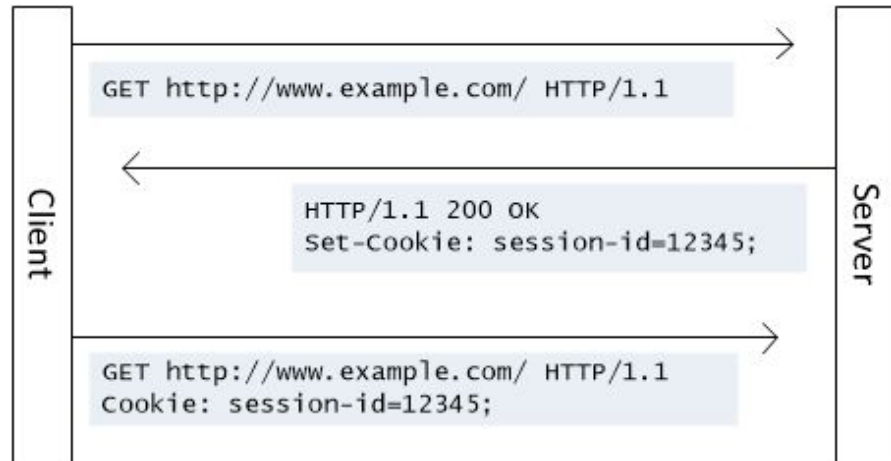 Client
GET http://www.example.com/ HTTP/1.1
HTTP/1.1 200 OK
Set-Cookie: session-id=12345;
GET http://www.example.com/ HTTP/1.1
Cookie: session-id=12345;
Server